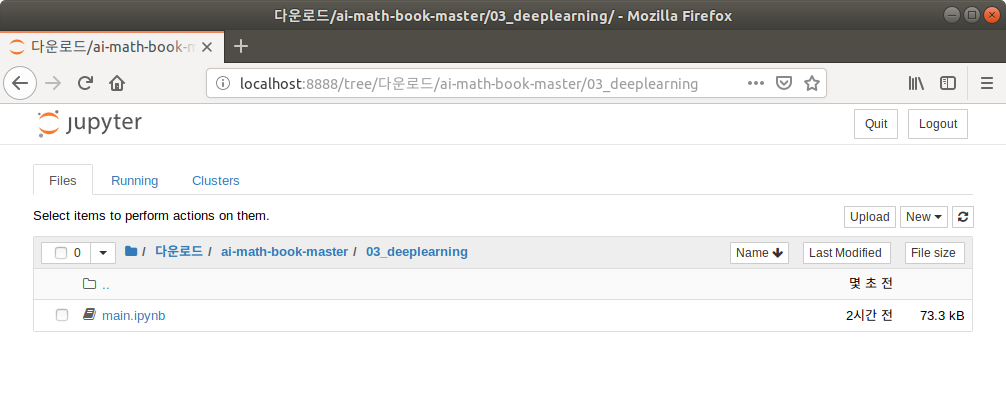 다운로드/ai-math-book-master/03_deeplearning/ - Mozilla Firefox
다운로드/ai-math-book-m
localhost:8888/tree/다운로드/ai-math-book-master/03_deeplearning
jupyter Quit Logout
Files Running Clusters
Select items to perform actions on them. Upload New
0 / 다운로드 / ai-math-book-master / 03_deeplearning Name Last Modified File size
.. 몇 초 전
main.ipynb 2시간 전 73.3 kB